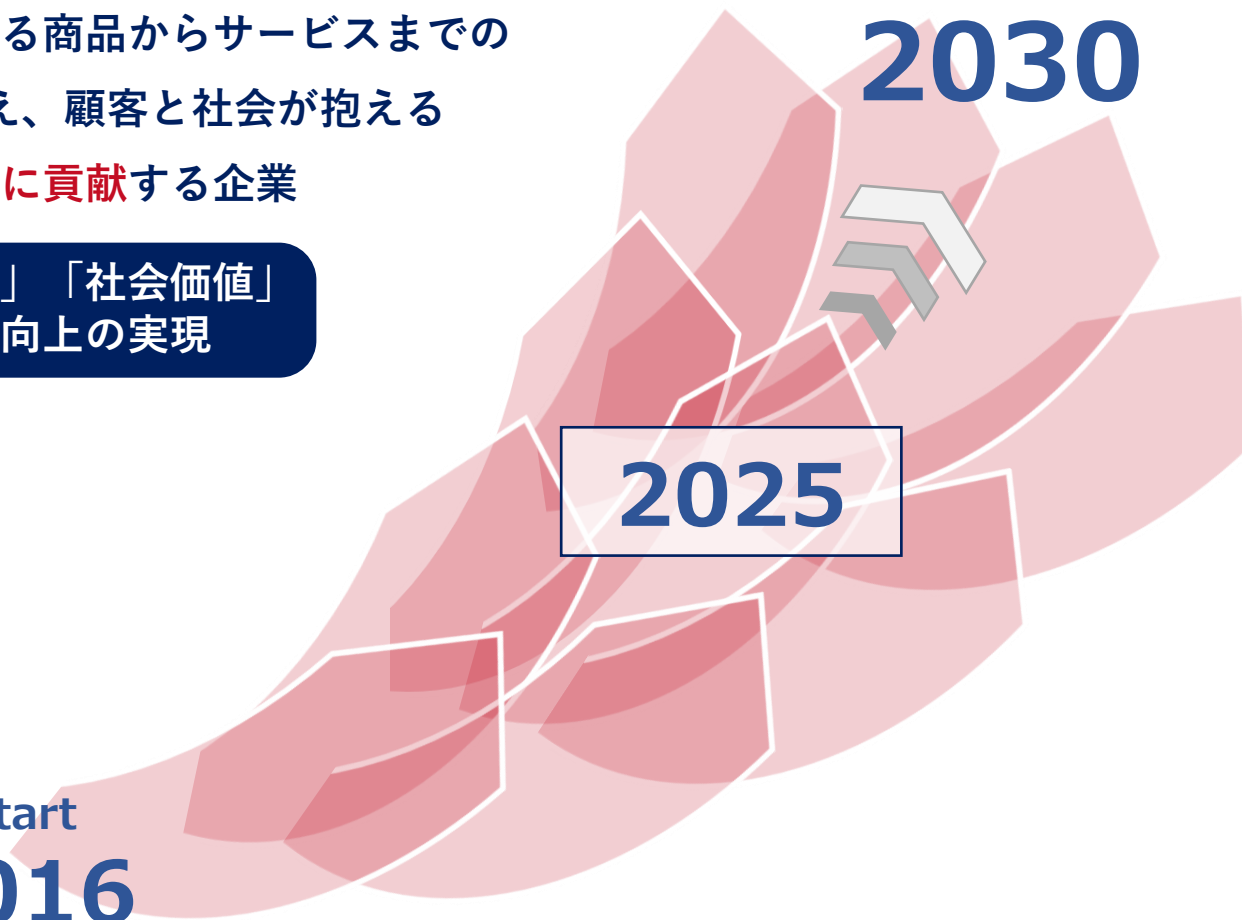 る商品からサービスまでの
え、顧客と社会が抱える
に貢献する企業
」「社会価値」
向上の実現
2030
2025
tart
016